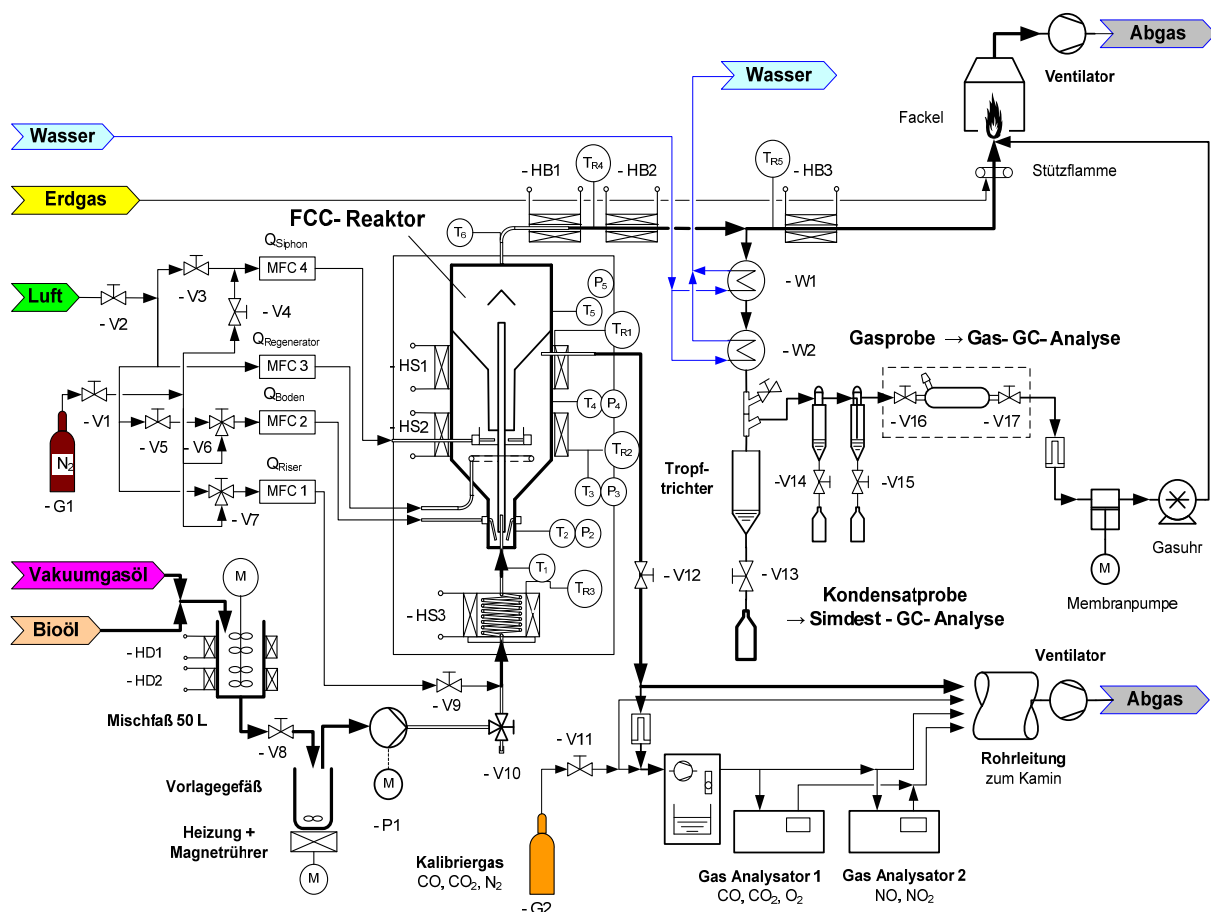 Abgas
Ventilator
Wasser
Fackel
Wasser
- HB1
TR4
- HB2
TR5
- HB3
Stützflamme
Erdgas
FCC- Reaktor
T6
QSiphon
MFC 4
P5
- W1
Luft
- V3
- V2
- V4
T5
TR1
QRegenerator
MFC 3
- HS1
- W2
Gasprobe → Gas- GC- Analyse
- V1
QBoden
- V5
- V6
MFC 2
- HS2
T4
P4
- V16
- V17
TR2
N2
QRiser
MFC 1
Tropf-
trichter
- V14
- V15
T3
P3
- G1
- V7
T2
P2
Gasuhr
Vakuumgasöl
M
T1
TR3
- V12
- V13
M
Membranpumpe
Kondensatprobe
→ Simdest - GC- Analyse
Bioöl
- HS3
- HD1
- HD2
Ventilator
Abgas
Mischfaß 50 L
- V9
- V8
- V11
Rohrleitung
zum Kamin
- V10
Vorlagegefäß
M
- P1
Heizung +
Magnetrührer
M
Kalibriergas
CO, CO2, N2
- G2
Gas Analysator 1
CO, CO2, O2
Gas Analysator 2
NO, NO2